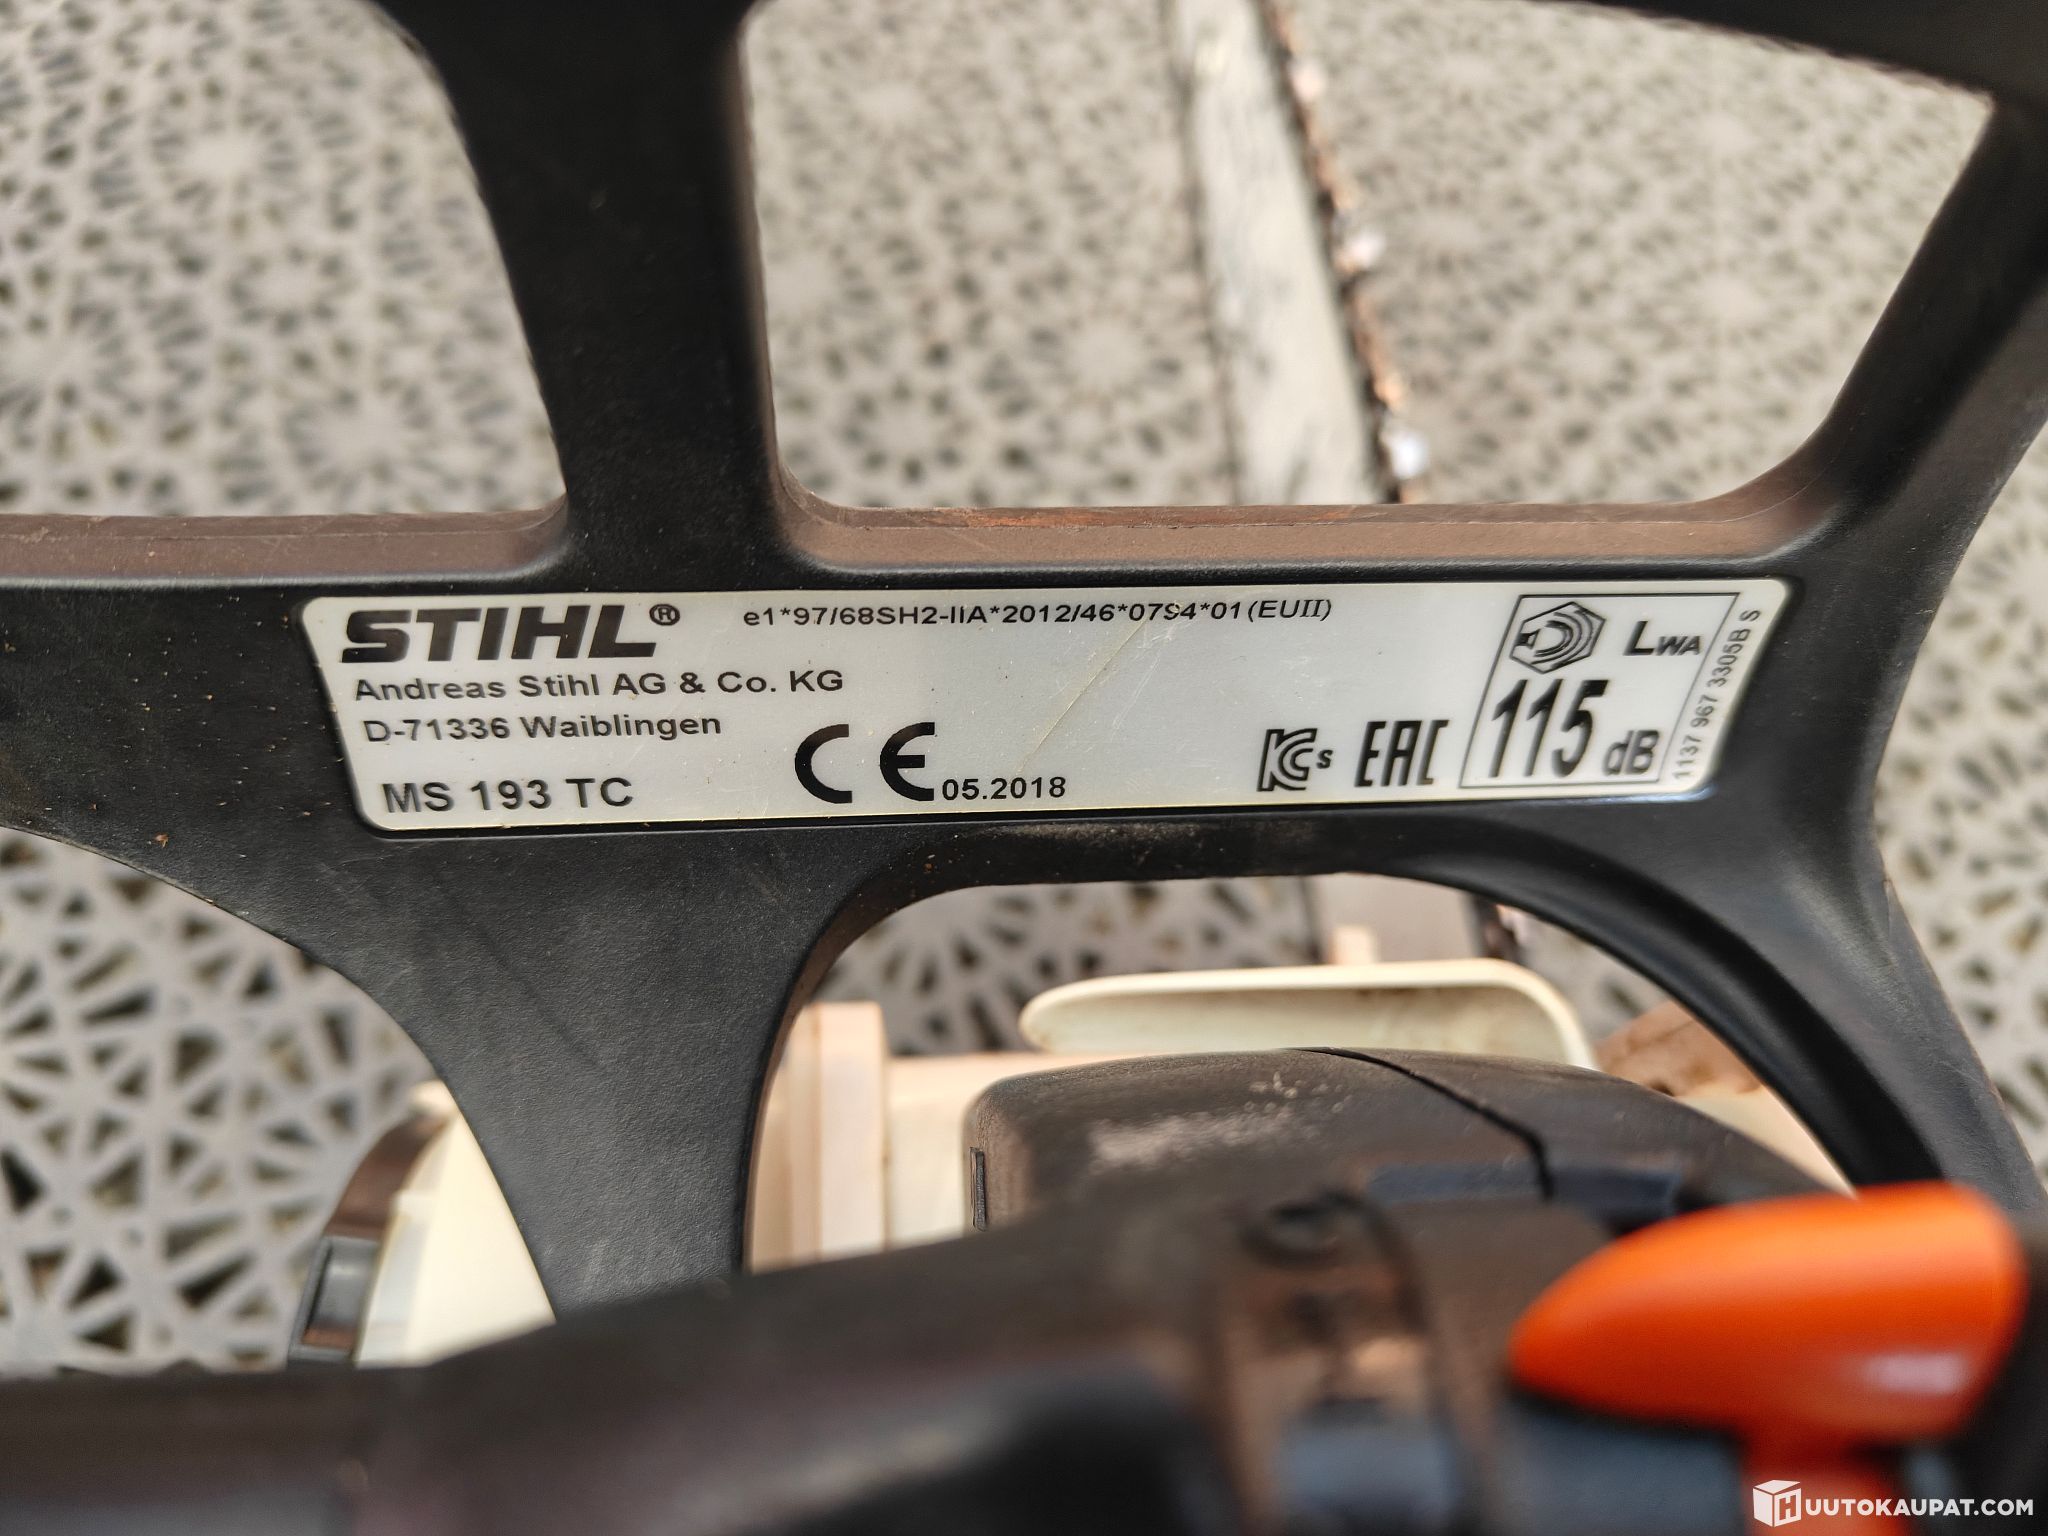 STIHL® e1*97/68SH2-IIA*2012/46*0794*01(EUII)
Andreas Stihl AG & Co. KG
D-71336 Waiblingen
MS 193 TC
CE 05.2018
KCs EAC
LWA
115 dB
1137 967 3305B S
HUUTOKAUPAT.COM